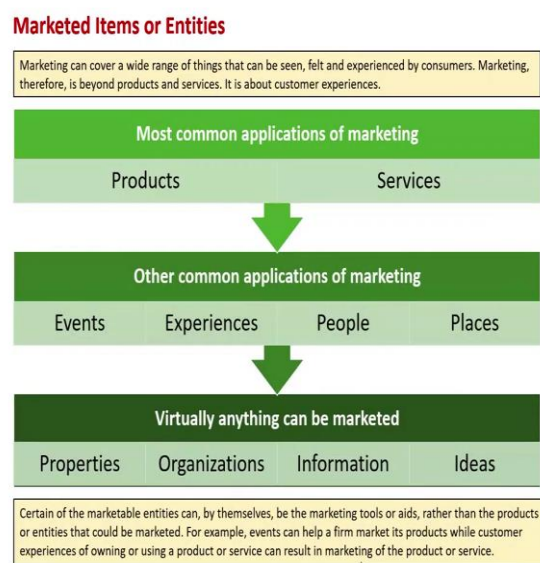 Marketed Items or Entities
Marketing can cover a wide range of things that can be seen, felt and experienced by consumers. Marketing,
therefore, is beyond products and services. It is about customer experiences.
Most common applications of marketing
Products Services
Other common applications of marketing
Events Experiences People Places
Virtually anything can be marketed
Properties Organizations Information Ideas
Certain of the marketable entities can, by themselves, be the marketing tools or aids, rather than the products
or entities that could be marketed. For example, events can help a firm market its products while customer
experiences of owning or using a product or service can result in marketing of the product or service.